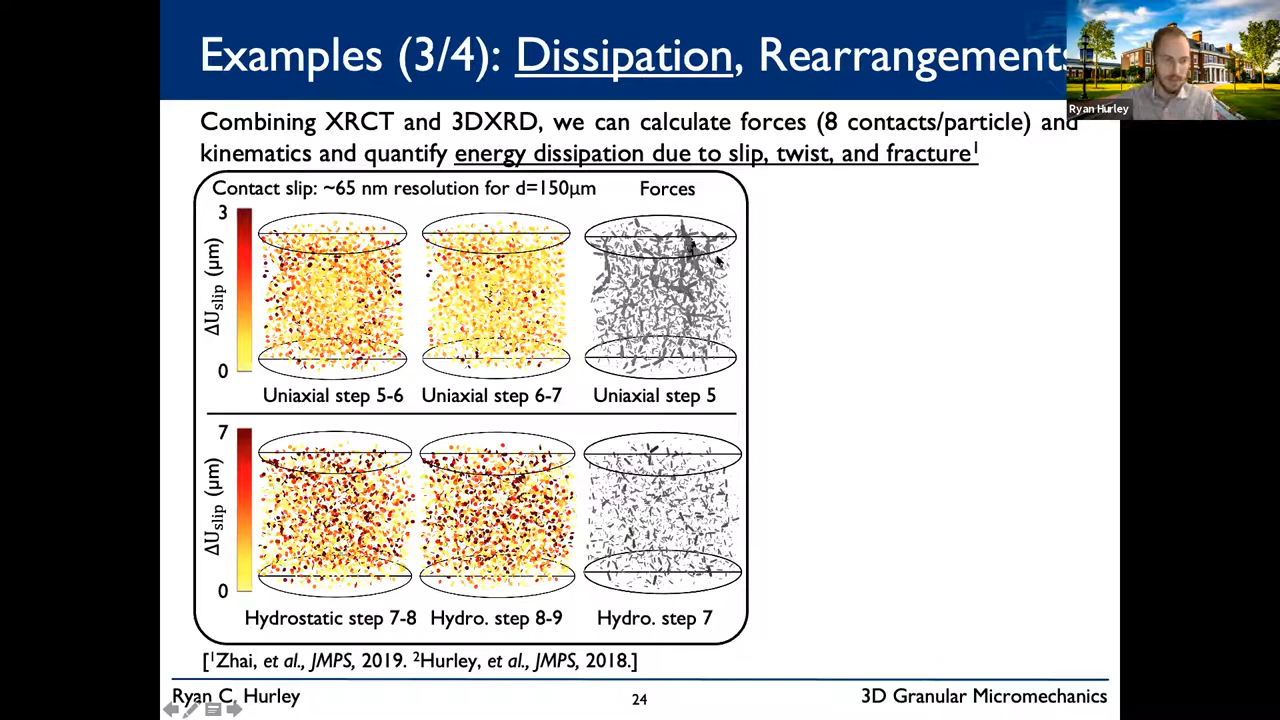 Examples (3/4): Dissipation, Rearrangements
Ryan Hurley
Combining XRCT and 3DXRD, we can calculate forces (8 contacts/particle) and
kinematics and quantify energy dissipation due to slip, twist, and fracture¹
Contact slip: ~65 nm resolution for d=150μm
Forces
3
ΔUslip (μm)
0
Uniaxial step 5-6
Uniaxial step 6-7
Uniaxial step 5
7
ΔUslip (μm)
0
Hydrostatic step 7-8
Hydro. step 8-9
Hydro. step 7
[¹Zhai, et al., JMPS, 2019. ²Hurley, et al., JMPS, 2018.]
Ryan C. Hurley
24
3D Granular Micromechanics